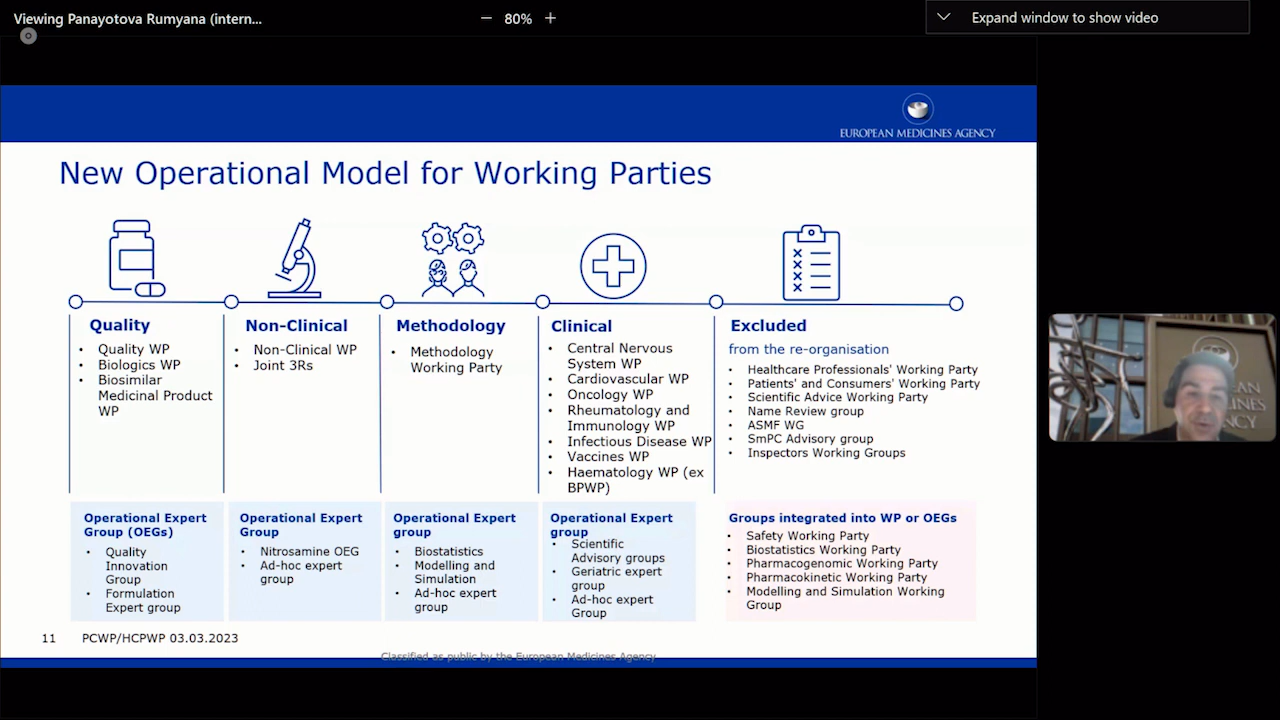 Viewing Panayotova Rumyana (intern...
80%
Expand window to show video
EUROPEAN MEDICINES AGENCY
New Operational Model for Working Parties
Quality
• Quality WP
• Biologics WP
• Biosimilar
Medicinal Product
WP
Non-Clinical
• Non-Clinical WP
• Joint 3Rs
Methodology
• Methodology
Working Party
Clinical
• Central Nervous
System WP
• Cardiovascular WP
• Oncology WP
• Rheumatology and
Immunology WP
• Infectious Disease WP
• Vaccines WP
• Haematology WP (ex
BPWP)
Excluded
from the re-organisation
• Healthcare Professionals' Working Party
• Patients' and Consumers' Working Party
• Scientific Advice Working Party
• Name Review group
• ASMF WG
• SmPC Advisory group
• Inspectors Working Groups
Operational Expert
Group (OEGs)
• Quality
Innovation
Group
• Formulation
Expert group
Operational Expert
Group
• Nitrosamine OEG
• Ad-hoc expert
group
Operational Expert
group
• Biostatistics
• Modelling and
Simulation
• Ad-hoc expert
group
Operational Expert
group
• Scientific
Advisory groups
• Geriatric expert
group
• Ad-hoc expert
Group
Groups integrated into WP or OEGs
• Safety Working Party
• Biostatistics Working Party
• Pharmacogenomic Working Party
• Pharmacokinetic Working Party
• Modelling and Simulation Working
Group
11 PCWP/HCPWP 03.03.2023
Classified as public by the European Medicines Agency